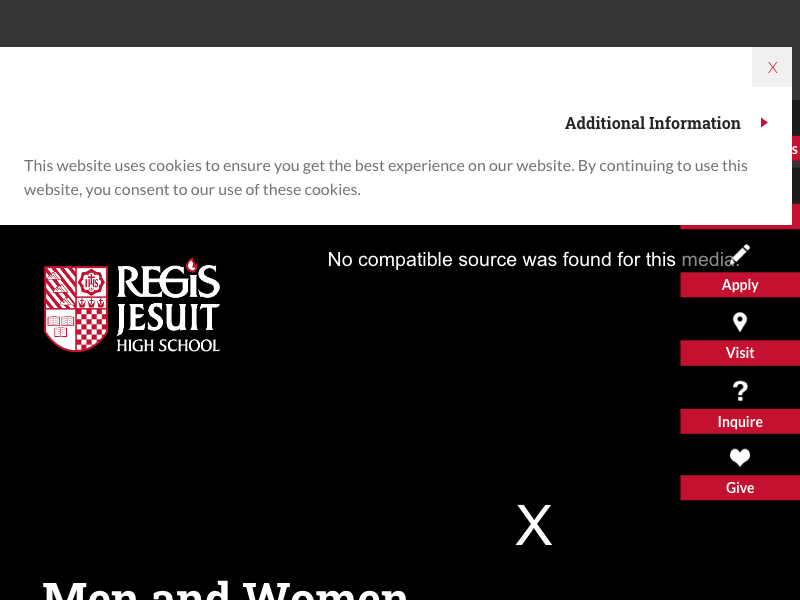 X
Additional Information
This website uses cookies to ensure you get the best experience on our website. By continuing to use this
website, you consent to our use of these cookies.
s
No compatible source was found for this media.
IHS
REGIS
JESUIT
HIGH SCHOOL
Apply
Visit
?
Inquire
Give
X
Men and Women